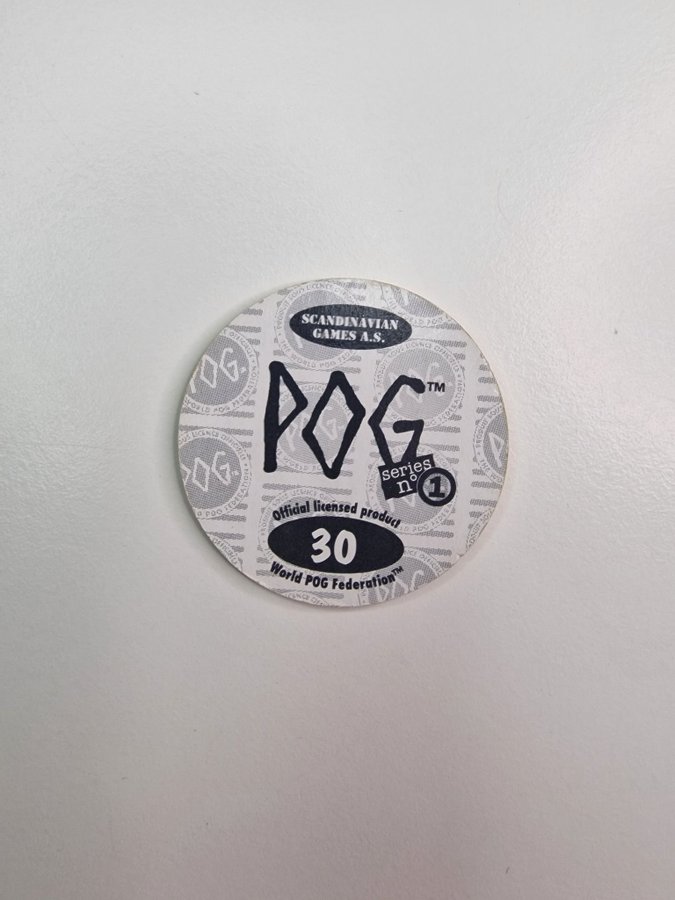 SCANDINAVIAN
GAMES A.S.
POG™
series
nº 1
Official licensed product
30
World POG Federation™